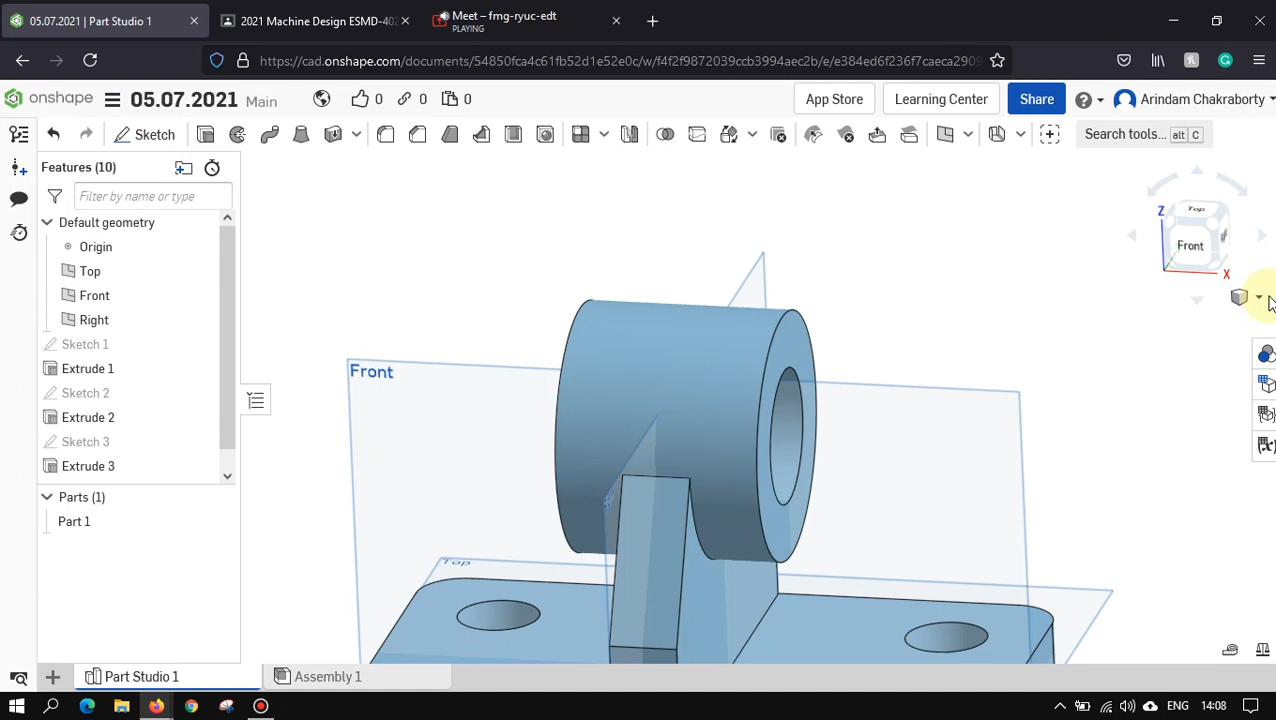 05.07.2021 | Part Studio 1
2021 Machine Design ESMD-402
Meet – fmg-ryuc-edt
PLAYING
https://cad.onshape.com/documents/54850fca4c61fb52d1e52e0c/w/f4f2f9872039ccb3994aec2b/e/e384ed6f236f7caeca2909
onshape
05.07.2021 Main
0
0
0
App Store
Learning Center
Share
Arindam Chakraborty
Sketch
Search tools... alt C
Features (10)
Filter by name or type
Default geometry
Origin
Top
Front
Right
Sketch 1
Extrude 1
Sketch 2
Extrude 2
Sketch 3
Extrude 3
Parts (1)
Part 1
Front
Top
Z
Top
Front
X
Part Studio 1
Assembly 1
ENG
14:08